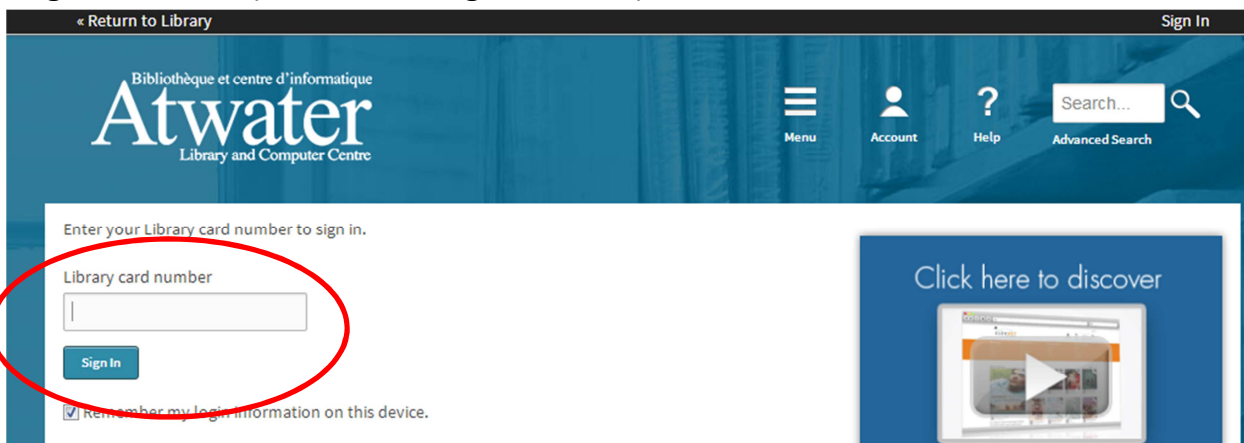 « Return to Library
Sign In
Bibliothèque et centre d'informatique
Atwater
Library and Computer Centre
Menu
Account
?
Help
Search...
Advanced Search
Enter your Library card number to sign in.
Library card number
Sign In
Remember my login information on this device.
Click here to discover